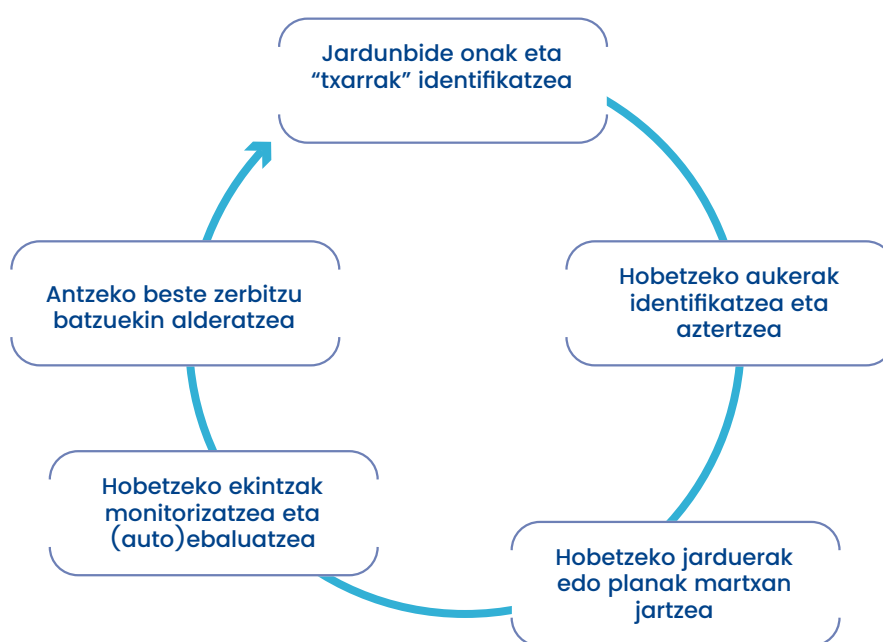 Jardunbide onak eta
“txarrak” identifikatzea
Hobetzeko aukerak
identifikatzea eta
aztertzea
Hobetzeko jarduerak
edo planak martxan
jartzea
Hobetzeko ekintzak
monitorizatzea eta
(auto)ebaluatzea
Antzeko beste zerbitzu
batzuekin alderatzea